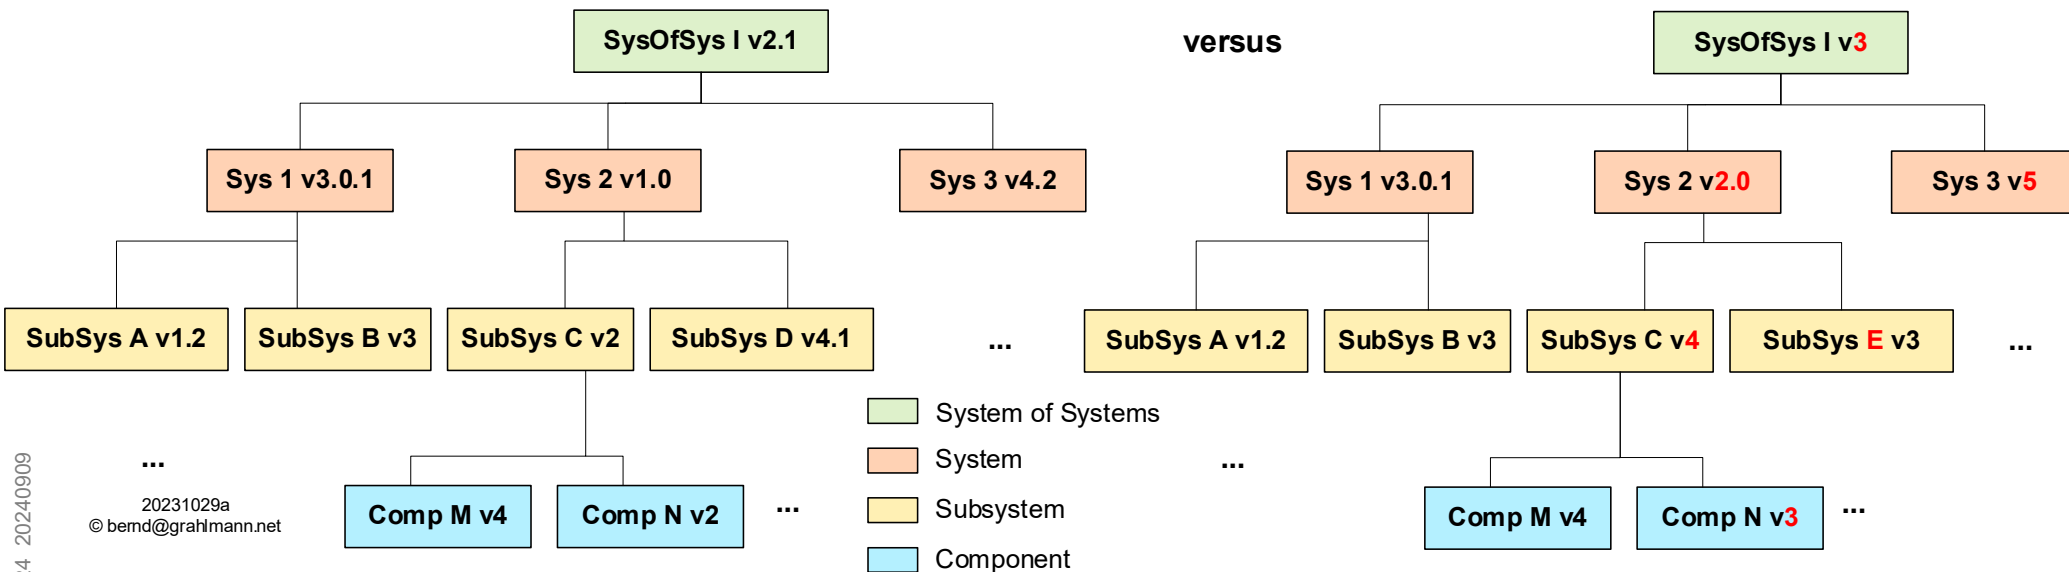 SysOfSys I v2.1
versus
SysOfSys I v3
Sys 1 v3.0.1
Sys 2 v1.0
Sys 3 v4.2
Sys 1 v3.0.1
Sys 2 v2.0
Sys 3 v5
SubSys A v1.2
SubSys B v3
SubSys C v2
SubSys D v4.1
...
SubSys A v1.2
SubSys B v3
SubSys C v4
SubSys E v3
...
System of Systems
System
Subsystem
Component
...
...
20231029a
© bernd@grahlmann.net
Comp M v4
Comp N v2
...
Comp M v4
Comp N v3
...
20240909